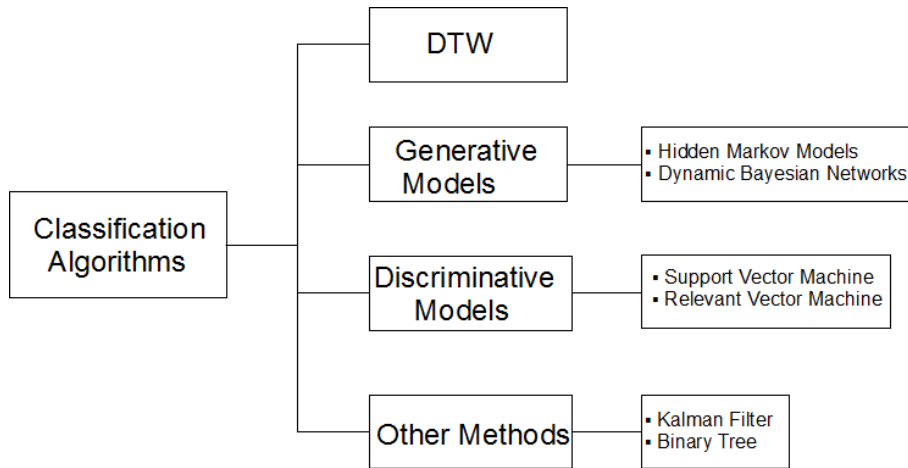 DTW
Generative
Models
▪ Hidden Markov Models
▪ Dynamic Bayesian Networks
Classification
Algorithms
Discriminative
Models
▪ Support Vector Machine
▪ Relevant Vector Machine
Other Methods
▪ Kalman Filter
▪ Binary Tree